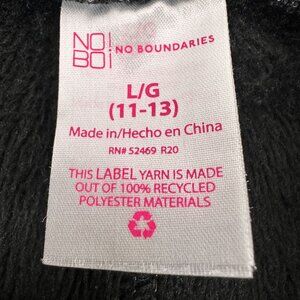 NO
BO
NO BOUNDARIES
L/G
(11-13)
Made in/Hecho en China
RN# 52469 R20
THIS LABEL YARN IS MADE
OUT OF 100% RECYCLED
POLYESTER MATERIALS